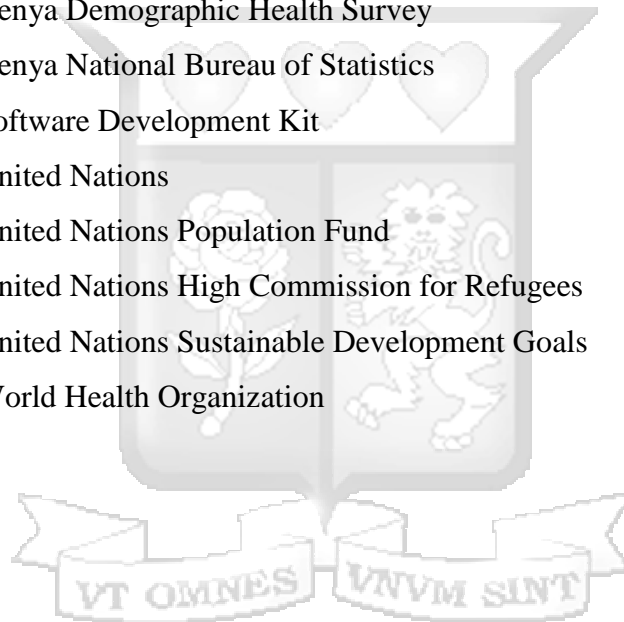 enya Demographic Health Survey
enya National Bureau of Statistics
oftware Development Kit
nited Nations
nited Nations Population Fund
nited Nations High Commission for Refugees
nited Nations Sustainable Development Goals
orld Health Organization
VT OMNES VNVM SINT